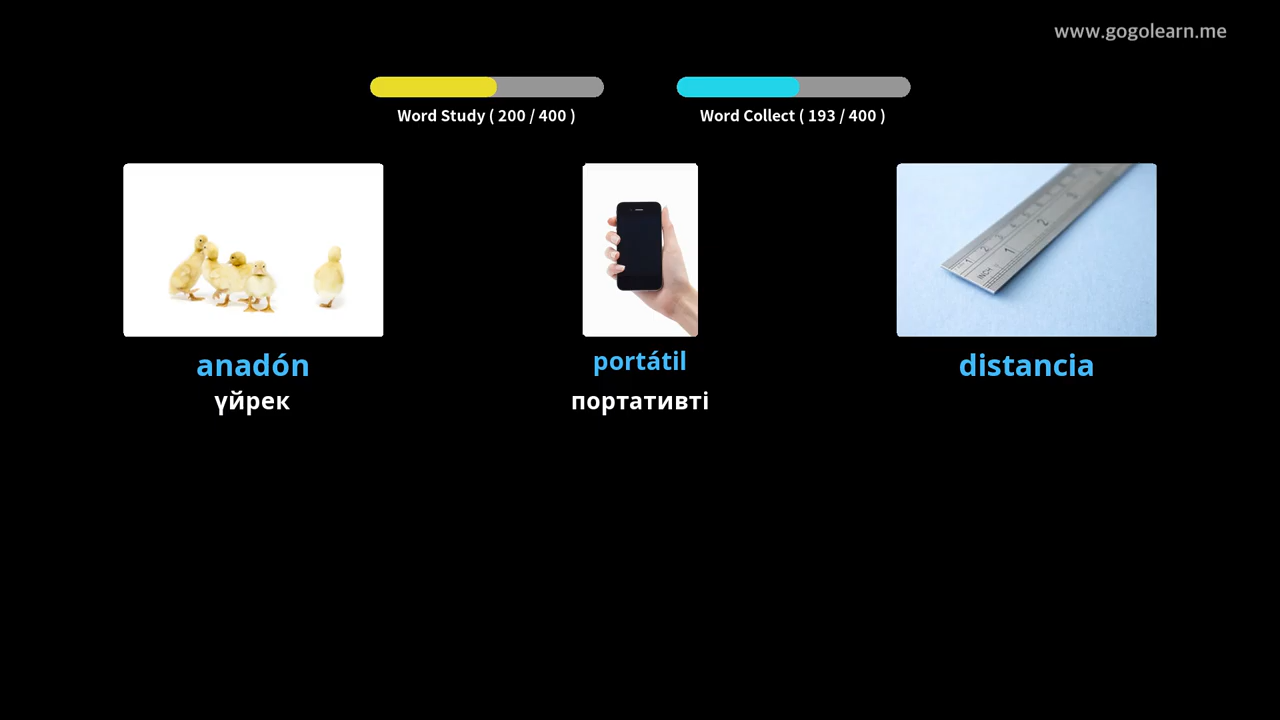 www.gogolearn.me
Word Study ( 200 / 400 )
Word Collect ( 193 / 400 )
anadón
үйрек
portátil
портативті
distancia